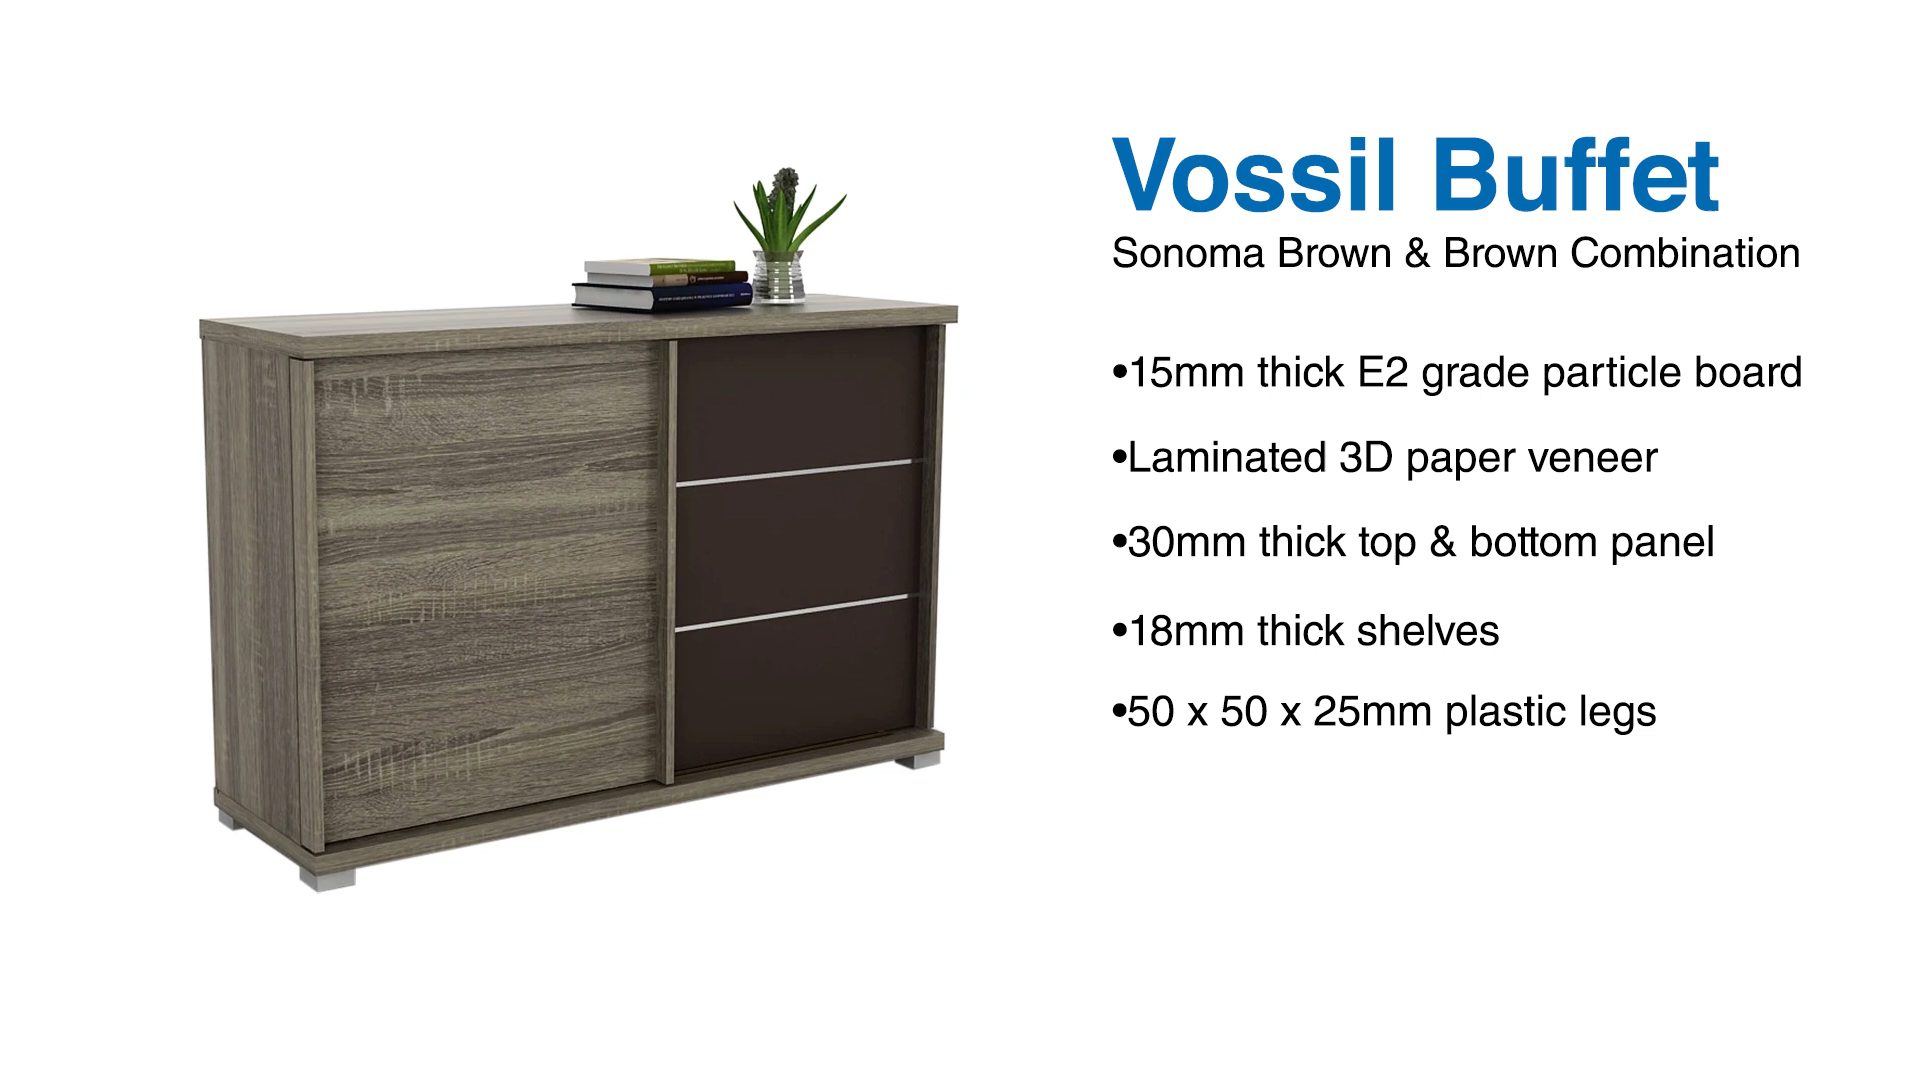 Vossil Buffet
Sonoma Brown & Brown Combination
•15mm thick E2 grade particle board
•Laminated 3D paper veneer
•30mm thick top & bottom panel
•18mm thick shelves
•50 x 50 x 25mm plastic legs